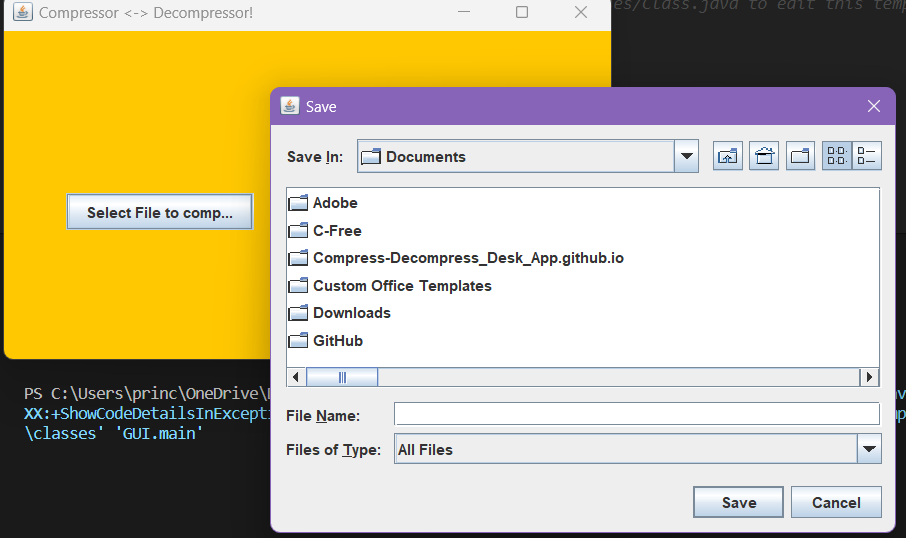 Compressor <-> Decompressor!
es/Class.java to edit this temp
Save
Save In:
Documents
Adobe
Select File to comp...
C-Free
Compress-Decompress_Desk_App.github.io
Custom Office Templates
Downloads
GitHub
PS C:\Users\princ\OneDrive\
XX:+ShowCodeDetailsInExcepti
\classes' 'GUI.main'
File Name:
Files of Type:
All Files
Save
Cancel